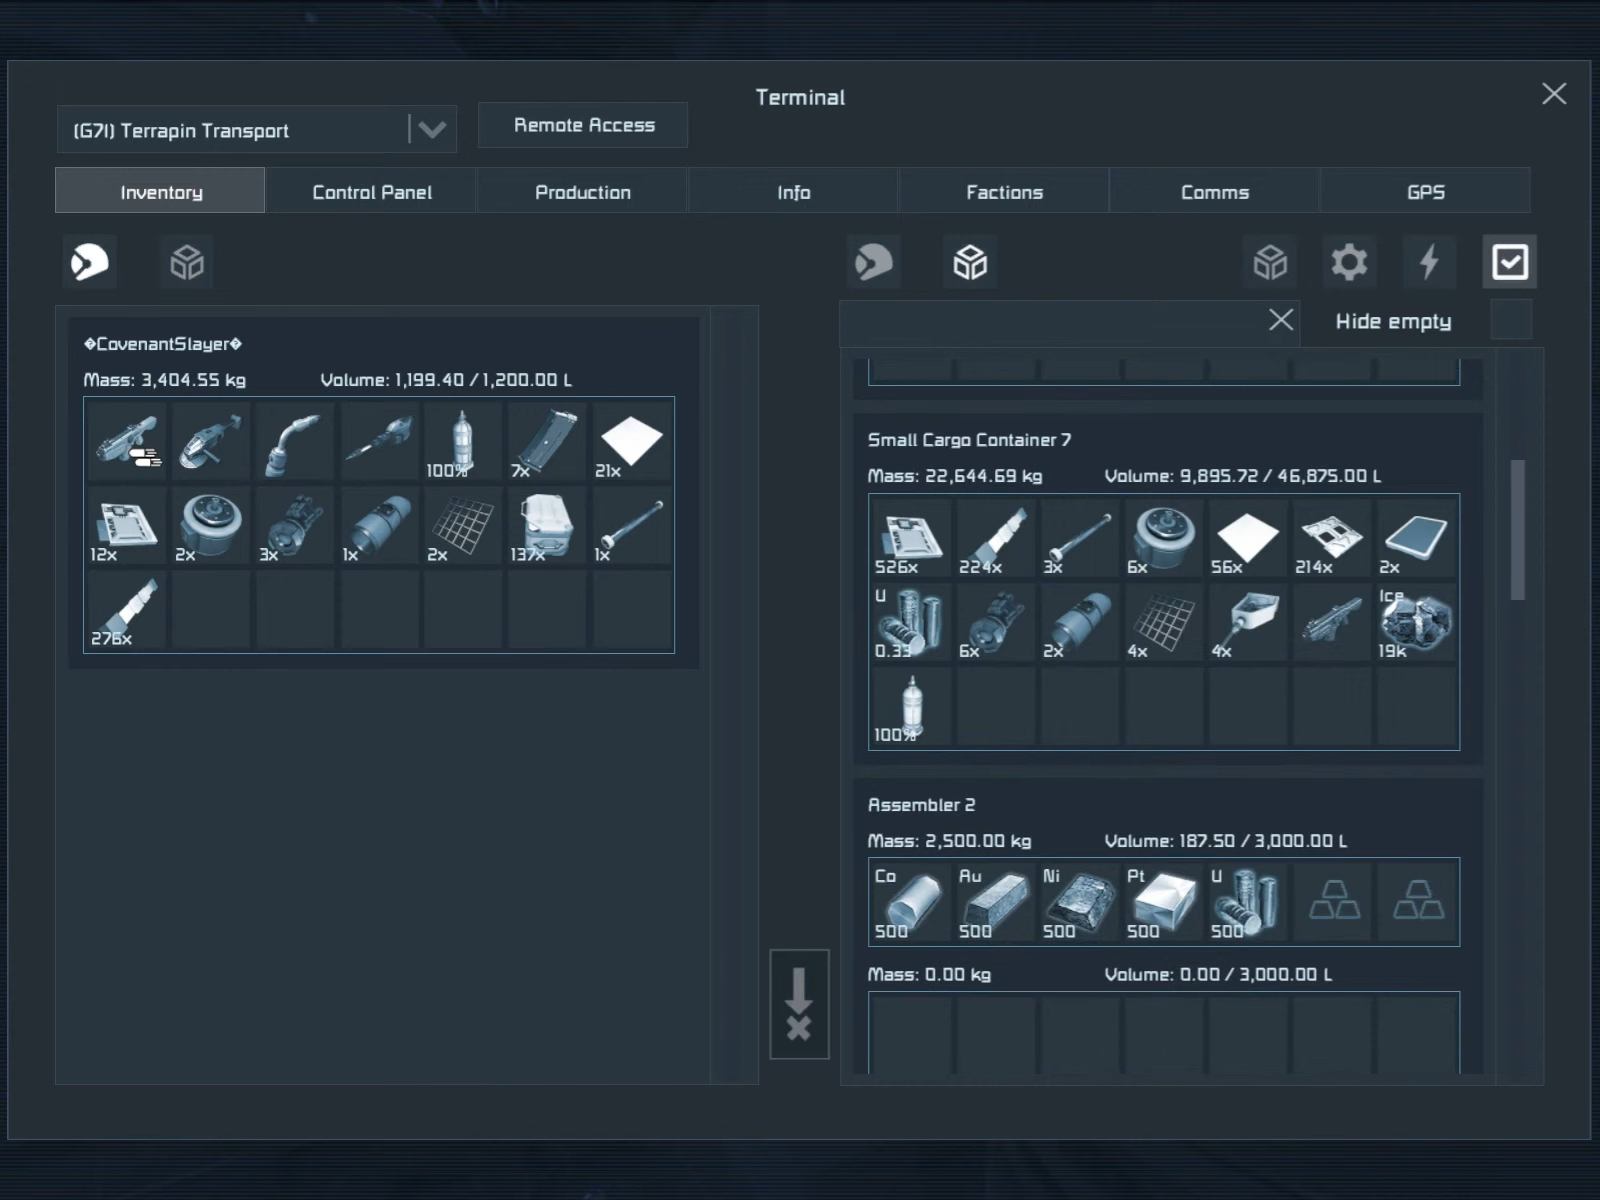 Terminal
(G71) Terrapin Transport
Remote Access
Inventory
Control Panel
Production
Info
Factions
Comms
GPS
Hide empty
�CovenantSlayer�
Mass: 3,404.55 kg
Volume: 1,199.40 / 1,200.00 L
100%
7x
21x
12x
2x
3x
1x
2x
137x
1x
276x
Small Cargo Container 7
Mass: 22,644.69 kg
Volume: 9,895.72 / 46,875.00 L
526x
224x
3x
6x
56x
214x
2x
U
0.33
6x
2x
4x
4x
Ice
19k
100%
Assembler 2
Mass: 2,500.00 kg
Volume: 187.50 / 3,000.00 L
Co
500
Au
500
Ni
500
Pt
500
U
500
Mass: 0.00 kg
Volume: 0.00 / 3,000.00 L